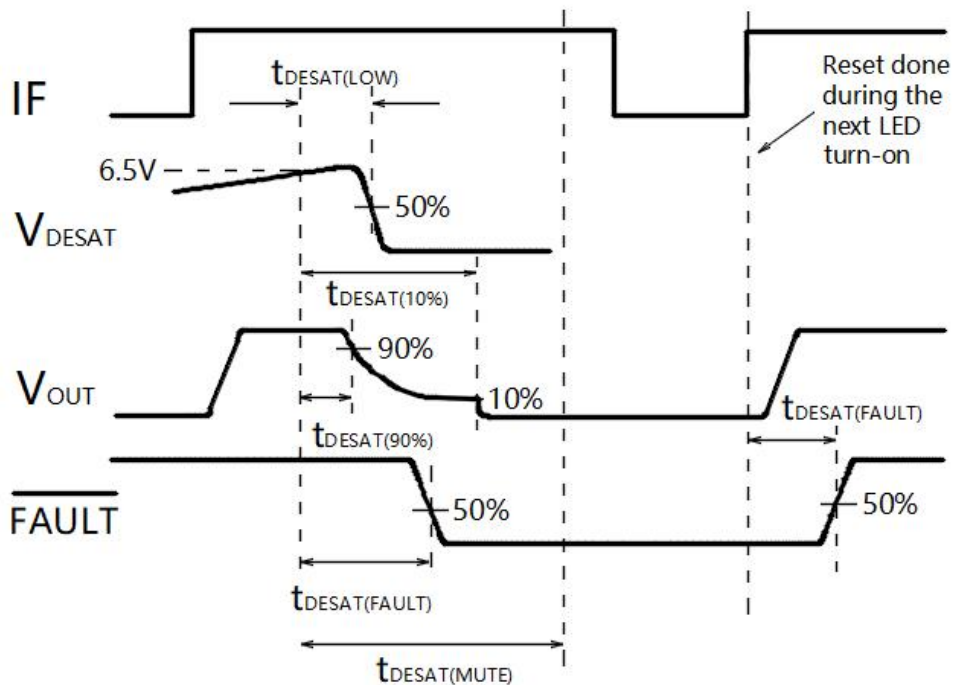 IF
tDESAT(LOW)
Reset done
during the
next LED
turn-on
6.5V
50%
VDESAT
tDESAT(10%)
90%
VOUT
10%
tDESAT(FAULT)
tDESAT(90%)
FAULT
50%
50%
tDESAT(FAULT)
tDESAT(MUTE)